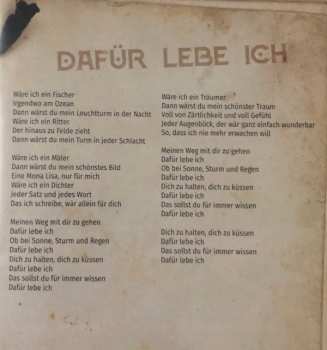 DAFÜR LEBE ICH
Wäre ich ein Fischer
Irgendwo am Ozean
Dann wärst du mein Leuchtturm in der Nacht
Wäre ich ein Ritter
Der hinaus zu Felde zieht
Dann wärst du mein Turm in jeder Schlacht
Wäre ich ein Maler
Dann wärst du mein schönstes Bild
Eine Mona Lisa, nur für mich
Wäre ich ein Dichter
Jeder Satz und jedes Wort
Das ich schreibe, wär allein für dich
Meinen Weg mit dir zu gehen
Dafür lebe ich
Ob bei Sonne, Sturm und Regen
Dafür lebe ich
Dich zu halten, dich zu küssen
Dafür lebe ich
Das sollst du für immer wissen
Dafür lebe ich
Wäre ich ein Träumer
Dann wärst du mein schönster Traum
Voll von Zärtlichkeit und voll Gefühl
Jeder Augenblick, der wär ganz einfach wunderbar
So, dass ich nie mehr erwachen will
Meinen Weg mit dir zu gehen
Dafür lebe ich
Ob bei Sonne, Sturm und Regen
Dafür lebe ich
Dich zu halten, dich zu küssen
Dafür lebe ich
Das sollst du für immer wissen
Dafür lebe ich
Dich zu halten, dich zu küssen
Dafür lebe ich
Das sollst du für immer wissen
Dafür lebe ich